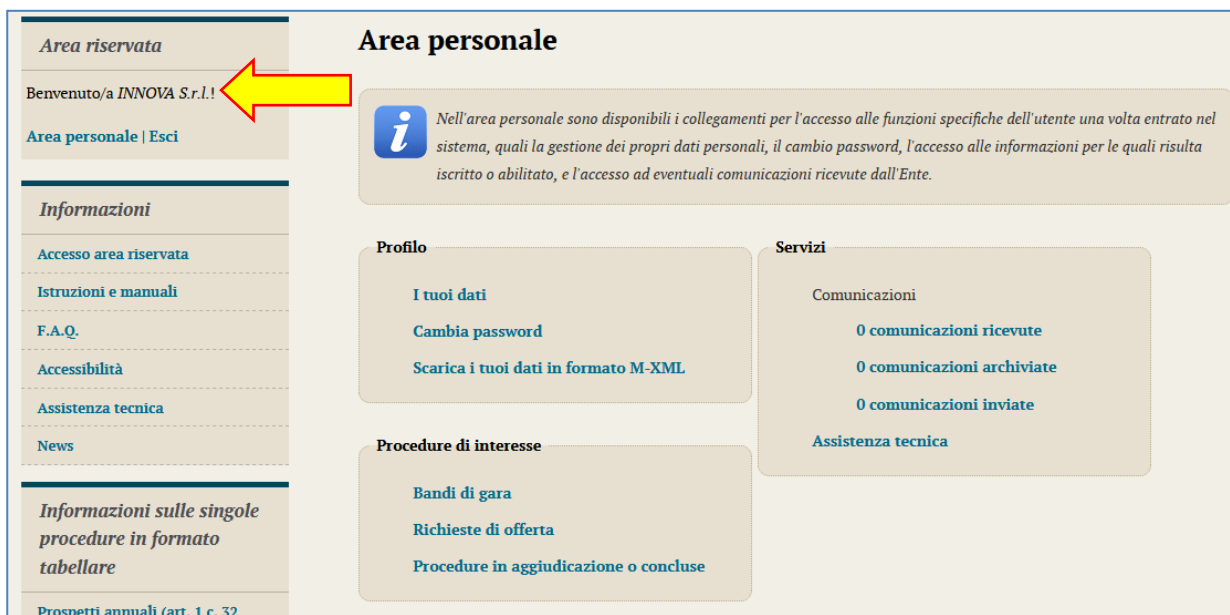 Area riservata
Benvenuto/a INNOVA S.r.l.!
Area personale | Esci
Informazioni
Accesso area riservata
Istruzioni e manuali
F.A.Q.
Accessibilità
Assistenza tecnica
News
Informazioni sulle singole
procedure in formato
tabellare
Prospetti annuali (art. 1 c. 32
Area personale
Nell'area personale sono disponibili i collegamenti per l'accesso alle funzioni specifiche dell'utente una volta entrato nel
sistema, quali la gestione dei propri dati personali, il cambio password, l'accesso alle informazioni per le quali risulta
iscritto o abilitato, e l'accesso ad eventuali comunicazioni ricevute dall'Ente.
Profilo
I tuoi dati
Cambia password
Scarica i tuoi dati in formato M-XML
Procedure di interesse
Bandi di gara
Richieste di offerta
Procedure in aggiudicazione o concluse
Servizi
Comunicazioni
0 comunicazioni ricevute
0 comunicazioni archiviate
0 comunicazioni inviate
Assistenza tecnica